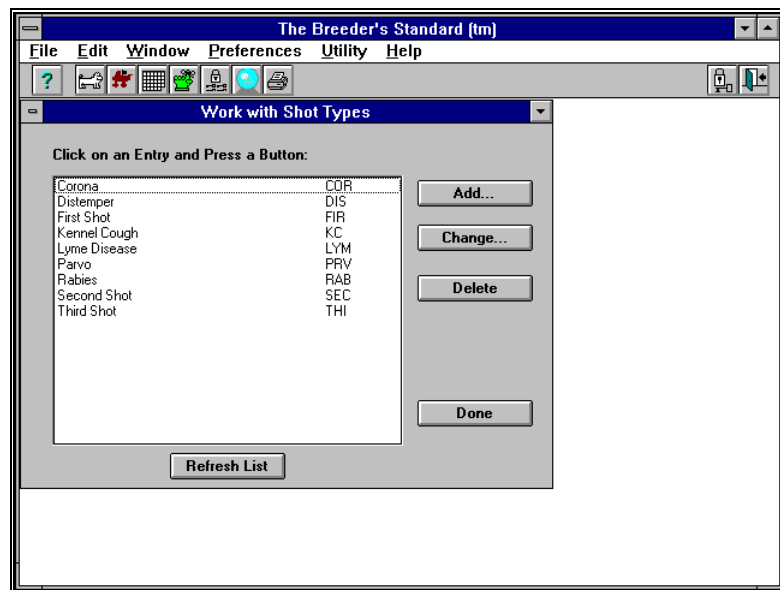 The Breeder's Standard (tm)
File Edit Window Preferences Utility Help
?
Work with Shot Types
Click on an Entry and Press a Button:
Corona COR
Distemper DIS
First Shot FIR
Kennel Cough KC
Lyme Disease LYM
Parvo PRV
Rabies RAB
Second Shot SEC
Third Shot THI
Add...
Change...
Delete
Done
Refresh List